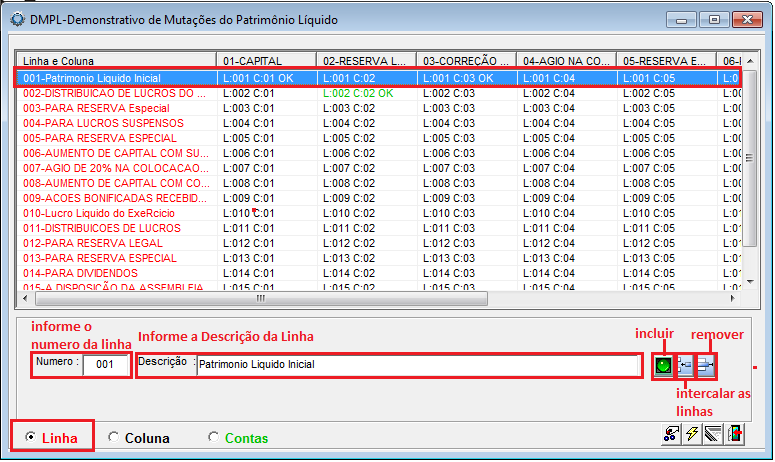 DMPL-Demonstrativo de Mutações do Patrimônio Líquido
Linha e Coluna 01-CAPITAL 02-RESERVA L... 03-CORREÇÃO ... 04-AGIO NA CO... 05-RESERVA E... 06-I
001-Patrimonio Liquido Inicial L:001 C:01 OK L:001 C:02 L:001 C:03 OK L:001 C:04 L:001 C:05 L:00
002-DISTRIBUICAO DE LUCROS DO ... L:002 C:01 L:002 C:02 OK L:002 C:03 L:002 C:04 L:002 C:05 L:00
003-PARA RESERVA Especial L:003 C:01 L:003 C:02 L:003 C:03 L:003 C:04 L:003 C:05 L:00
004-PARA LUCROS SUSPENSOS L:004 C:01 L:004 C:02 L:004 C:03 L:004 C:04 L:004 C:05 L:00
005-PARA RESERVA ESPECIAL L:005 C:01 L:005 C:02 L:005 C:03 L:005 C:04 L:005 C:05 L:00
006-AUMENTO DE CAPITAL COM SU... L:006 C:01 L:006 C:02 L:006 C:03 L:006 C:04 L:006 C:05 L:00
007-AGIO DE 20% NA COLOCACAO... L:007 C:01 L:007 C:02 L:007 C:03 L:007 C:04 L:007 C:05 L:00
008-AUMENTO DE CAPITAL COM CO... L:008 C:01 L:008 C:02 L:008 C:03 L:008 C:04 L:008 C:05 L:00
009-ACOES BONIFICADAS RECEBID... L:009 C:01 L:009 C:02 L:009 C:03 L:009 C:04 L:009 C:05 L:00
010-Lucro Liquido do ExeRcicio L:010 C:01 L:010 C:02 L:010 C:03 L:010 C:04 L:010 C:05 L:01
011-DISTRIBUICOES DE LUCROS L:011 C:01 L:011 C:02 L:011 C:03 L:011 C:04 L:011 C:05 L:01
012-PARA RESERVA LEGAL L:012 C:01 L:012 C:02 L:012 C:03 L:012 C:04 L:012 C:05 L:01
013-PARA RESERVA ESPECIAL L:013 C:01 L:013 C:02 L:013 C:03 L:013 C:04 L:013 C:05 L:01
014-PARA DIVIDENDOS L:014 C:01 L:014 C:02 L:014 C:03 L:014 C:04 L:014 C:05 L:01
015-A DISPOSICAO DA ASSEMBLEIA L:015 C:01 L:015 C:02 L:015 C:03 L:015 C:04 L:015 C:05 L:01
informe o
numero da linha
Informe a Descrição da Linha
incluir
remover
Numero : 001
Descrição : Patrimonio Liquido Inicial
intercalar as
linhas
Linha Coluna Contas